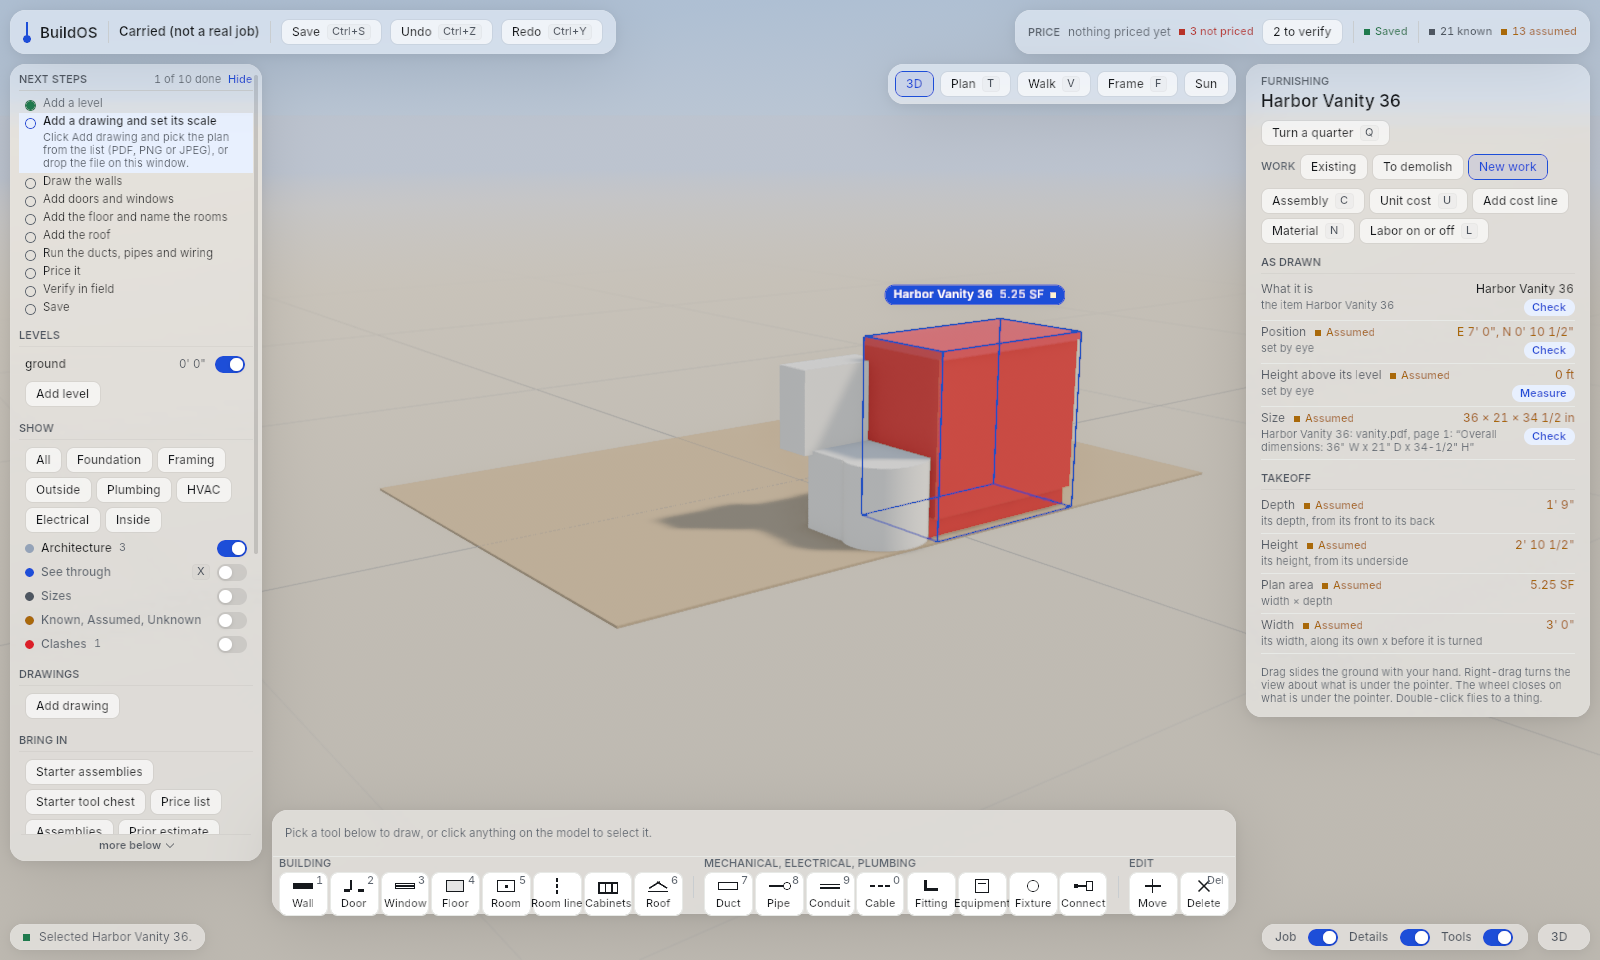 BuildOS
Carried (not a real job)
Save Ctrl+S
Undo Ctrl+Z
Redo Ctrl+Y
PRICE nothing priced yet 3 not priced
2 to verify
Saved
21 known 13 assumed
NEXT STEPS 1 of 10 done Hide
Add a level
Add a drawing and set its scale
Click Add drawing and pick the plan
from the list (PDF, PNG or JPEG), or
drop the file on this window.
Draw the walls
Add doors and windows
Add the floor and name the rooms
Add the roof
Run the ducts, pipes and wiring
Price it
Verify in field
Save
LEVELS
ground 0' 0"
Add level
SHOW
All Foundation Framing
Outside Plumbing HVAC
Electrical Inside
Architecture 3
See through X
Sizes
Known, Assumed, Unknown
Clashes 1
DRAWINGS
Add drawing
BRING IN
Starter assemblies
Starter tool chest Price list
Assemblies Prior estimate
more below
Selected Harbor Vanity 36.
3D Plan T Walk V Frame F Sun
Harbor Vanity 36 5.25 SF
Pick a tool below to draw, or click anything on the model to select it.
BUILDING
1 Wall
2 Door
3 Window
4 Floor
5 Room
Room line
Cabinets
6 Roof
MECHANICAL, ELECTRICAL, PLUMBING
7 Duct
8 Pipe
9 Conduit
0 Cable
Fitting
Equipment
Fixture
Connect
EDIT
Move
Del Delete
FURNISHING
Harbor Vanity 36
Turn a quarter Q
WORK Existing To demolish New work
Assembly C Unit cost U Add cost line
Material N Labor on or off L
AS DRAWN
What it is Harbor Vanity 36
the item Harbor Vanity 36 Check
Position Assumed E 7' 0", N 0' 10 1/2"
set by eye Check
Height above its level Assumed 0 ft
set by eye Measure
Size Assumed 36 × 21 × 34 1/2 in
Harbor Vanity 36: vanity.pdf, page 1: "Overall Check
dimensions: 36" W x 21" D x 34-1/2" H"
TAKEOFF
Depth Assumed 1' 9"
its depth, from its front to its back
Height Assumed 2' 10 1/2"
its height, from its underside
Plan area Assumed 5.25 SF
width × depth
Width Assumed 3' 0"
its width, along its own x before it is turned
Drag slides the ground with your hand. Right-drag turns the
view about what is under the pointer. The wheel closes on
what is under the pointer. Double-click flies to a thing.
Job Details Tools 3D